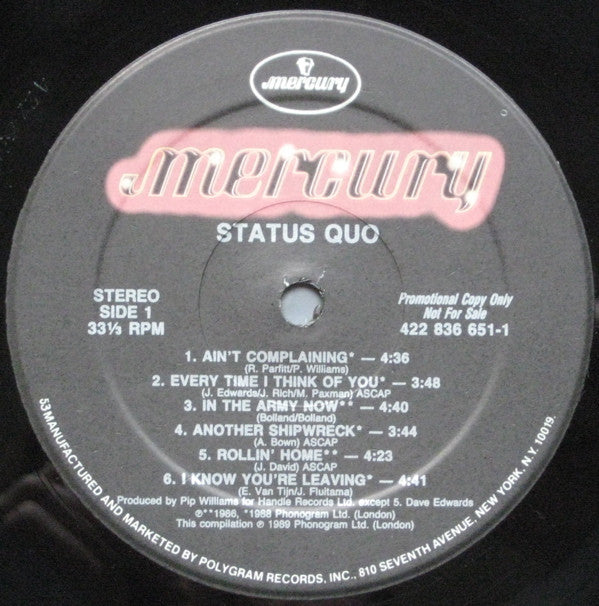 mercury
mercury
STATUS QUO
STEREO
SIDE 1
33⅓ RPM
Promotional Copy Only
Not For Sale
422 836 651-1
1. AIN'T COMPLAINING* — 4:36
(R. Parfitt/P. Williams)
2. EVERY TIME I THINK OF YOU* — 3:48
(J. Edwards/J. Rich/M. Paxman) ASCAP
3. IN THE ARMY NOW** — 4:40
(Bolland/Bolland)
4. ANOTHER SHIPWRECK* — 3:44
(A. Bown) ASCAP
5. ROLLIN' HOME** — 4:23
(J. David) ASCAP
6. I KNOW YOU'RE LEAVING* — 4:41
(E. Van Tijn/J. Fluitama)
Produced by Pip Williams for Handle Records Ltd. except 5. Dave Edwards
℗**1986, *1988 Phonogram Ltd. (London)
This compilation ℗ 1989 Phonogram Ltd. (London)
53 MANUFACTURED AND MARKETED BY POLYGRAM RECORDS, INC., 810 SEVENTH AVENUE, NEW YORK, N.Y. 10019.